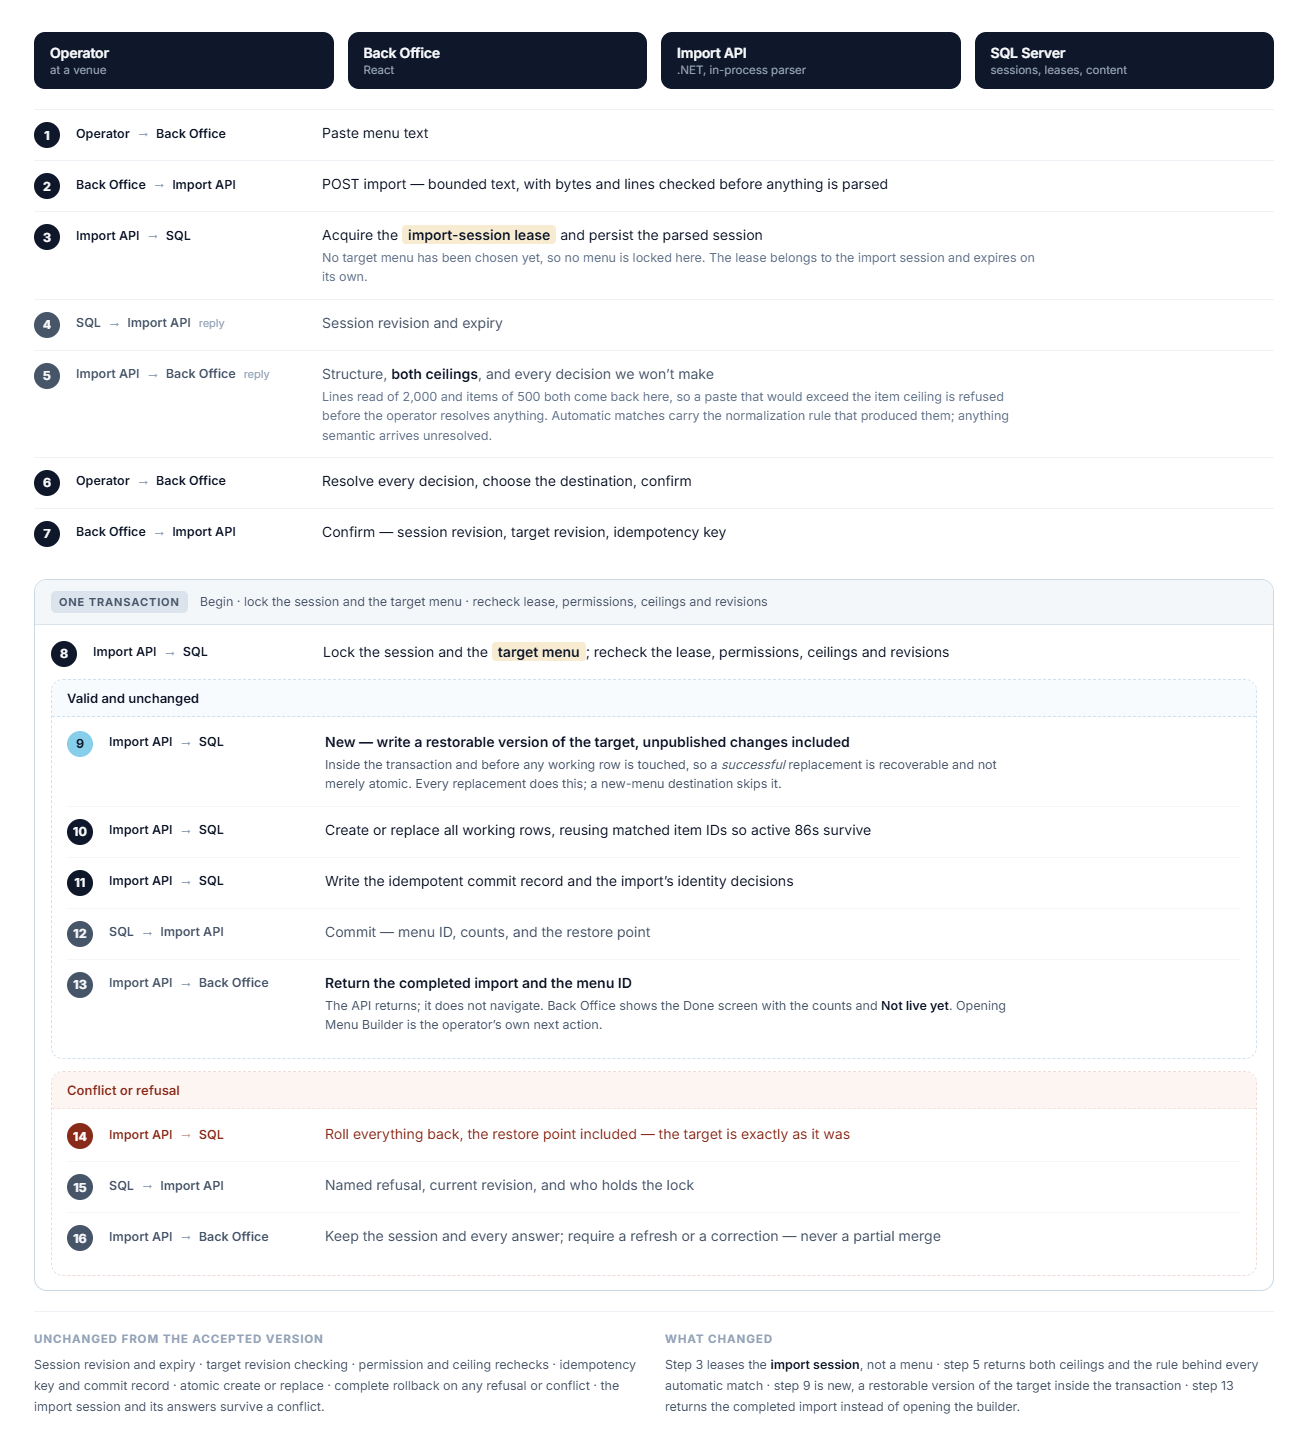 Operator
at a venue
Back Office
React
Import API
.NET, in-process parser
SQL Server
sessions, leases, content
1 Operator → Back Office Paste menu text
2 Back Office → Import API POST import — bounded text, with bytes and lines checked before anything is parsed
3 Import API → SQL Acquire the import-session lease and persist the parsed session
No target menu has been chosen yet, so no menu is locked here. The lease belongs to the import session and expires on
its own.
4 SQL → Import API reply Session revision and expiry
5 Import API → Back Office reply Structure, both ceilings, and every decision we won’t make
Lines read of 2,000 and items of 500 both come back here, so a paste that would exceed the item ceiling is refused
before the operator resolves anything. Automatic matches carry the normalization rule that produced them; anything
semantic arrives unresolved.
6 Operator → Back Office Resolve every decision, choose the destination, confirm
7 Back Office → Import API Confirm — session revision, target revision, idempotency key
ONE TRANSACTION Begin · lock the session and the target menu · recheck lease, permissions, ceilings and revisions
8 Import API → SQL Lock the session and the target menu; recheck the lease, permissions, ceilings and revisions
Valid and unchanged
9 Import API → SQL New — write a restorable version of the target, unpublished changes included
Inside the transaction and before any working row is touched, so a successful replacement is recoverable and not
merely atomic. Every replacement does this; a new-menu destination skips it.
10 Import API → SQL Create or replace all working rows, reusing matched item IDs so active 86s survive
11 Import API → SQL Write the idempotent commit record and the import’s identity decisions
12 SQL → Import API Commit — menu ID, counts, and the restore point
13 Import API → Back Office Return the completed import and the menu ID
The API returns; it does not navigate. Back Office shows the Done screen with the counts and Not live yet. Opening
Menu Builder is the operator’s own next action.
Conflict or refusal
14 Import API → SQL Roll everything back, the restore point included — the target is exactly as it was
15 SQL → Import API Named refusal, current revision, and who holds the lock
16 Import API → Back Office Keep the session and every answer; require a refresh or a correction — never a partial merge
UNCHANGED FROM THE ACCEPTED VERSION
Session revision and expiry · target revision checking · permission and ceiling rechecks · idempotency
key and commit record · atomic create or replace · complete rollback on any refusal or conflict · the
import session and its answers survive a conflict.
WHAT CHANGED
Step 3 leases the import session, not a menu · step 5 returns both ceilings and the rule behind every
automatic match · step 9 is new, a restorable version of the target inside the transaction · step 13
returns the completed import instead of opening the builder.